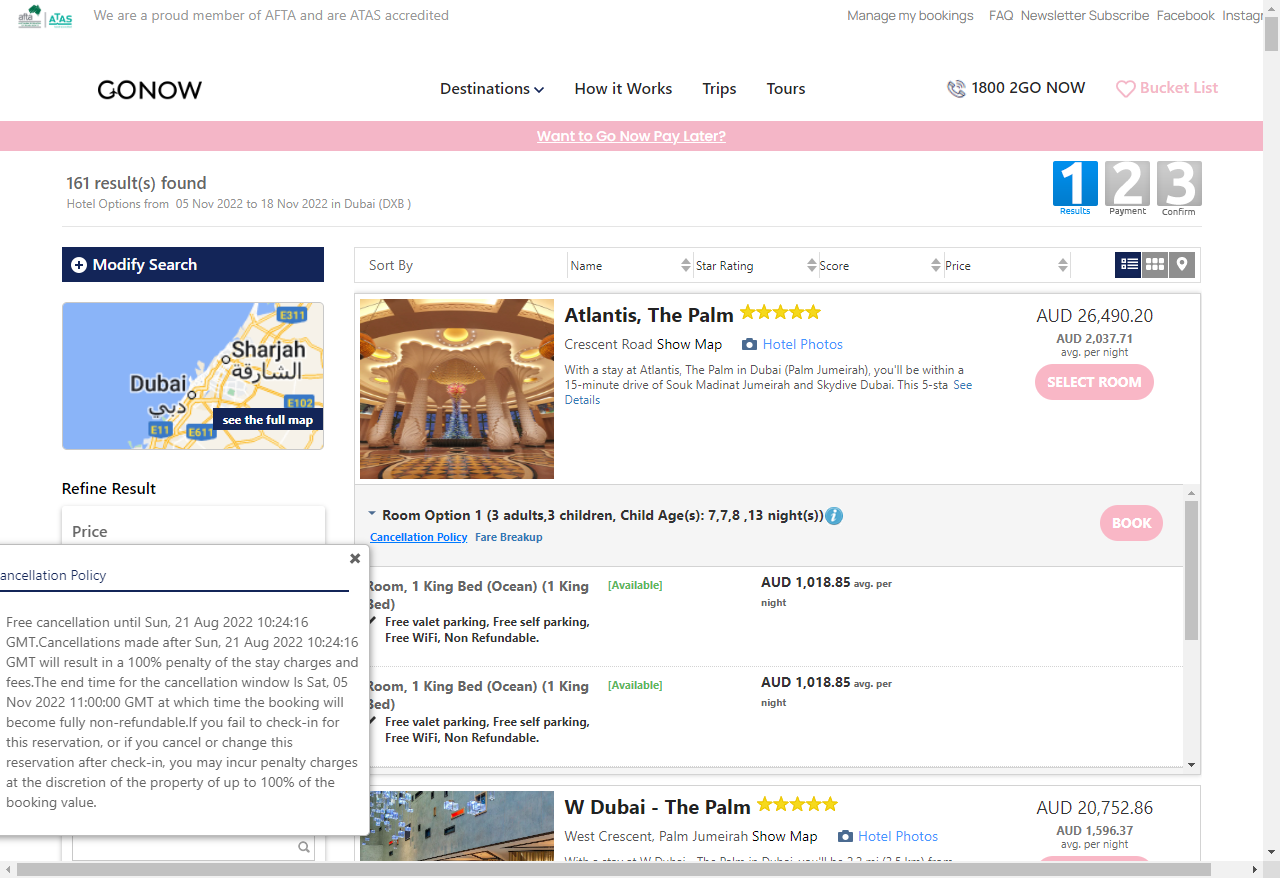 afta
ATAS
We are a proud member of AFTA and are ATAS accredited
Manage my bookings FAQ Newsletter Subscribe Facebook Instagr
GONOW
Destinations How it Works Trips Tours
1800 2GO NOW
Bucket List
Want to Go Now Pay Later?
161 result(s) found
Hotel Options from 05 Nov 2022 to 18 Nov 2022 in Dubai (DXB )
1 2 3
Results Payment Confirm
Modify Search
Sort By Name Star Rating Score Price
E311
Sharjah
الشارقة
Dubai
دبي
E102
E11 E611
see the full map
Atlantis, The Palm
Crescent Road Show Map Hotel Photos
With a stay at Atlantis, The Palm in Dubai (Palm Jumeirah), you'll be within a
15-minute drive of Souk Madinat Jumeirah and Skydive Dubai. This 5-sta See
Details
AUD 26,490.20
AUD 2,037.71
avg. per night
SELECT ROOM
Refine Result
Price
Room Option 1 (3 adults,3 children, Child Age(s): 7,7,8 ,13 night(s))
Cancellation Policy Fare Breakup
BOOK
ancellation Policy
Free cancellation until Sun, 21 Aug 2022 10:24:16
GMT.Cancellations made after Sun, 21 Aug 2022 10:24:16
GMT will result in a 100% penalty of the stay charges and
fees.The end time for the cancellation window Is Sat, 05
Nov 2022 11:00:00 GMT at which time the booking will
become fully non-refundable.If you fail to check-in for
this reservation, or if you cancel or change this
reservation after check-in, you may incur penalty charges
at the discretion of the property of up to 100% of the
booking value.
Room, 1 King Bed (Ocean) (1 King
Bed)
[Available]
AUD 1,018.85 avg. per
night
Free valet parking, Free self parking,
Free WiFi, Non Refundable.
Room, 1 King Bed (Ocean) (1 King
Bed)
[Available]
AUD 1,018.85 avg. per
night
Free valet parking, Free self parking,
Free WiFi, Non Refundable.
W Dubai - The Palm
West Crescent, Palm Jumeirah Show Map Hotel Photos
With a stay at W Dubai - The Palm in Dubai, you'll be 2.2 mi (3.5 km) from
AUD 20,752.86
AUD 1,596.37
avg. per night